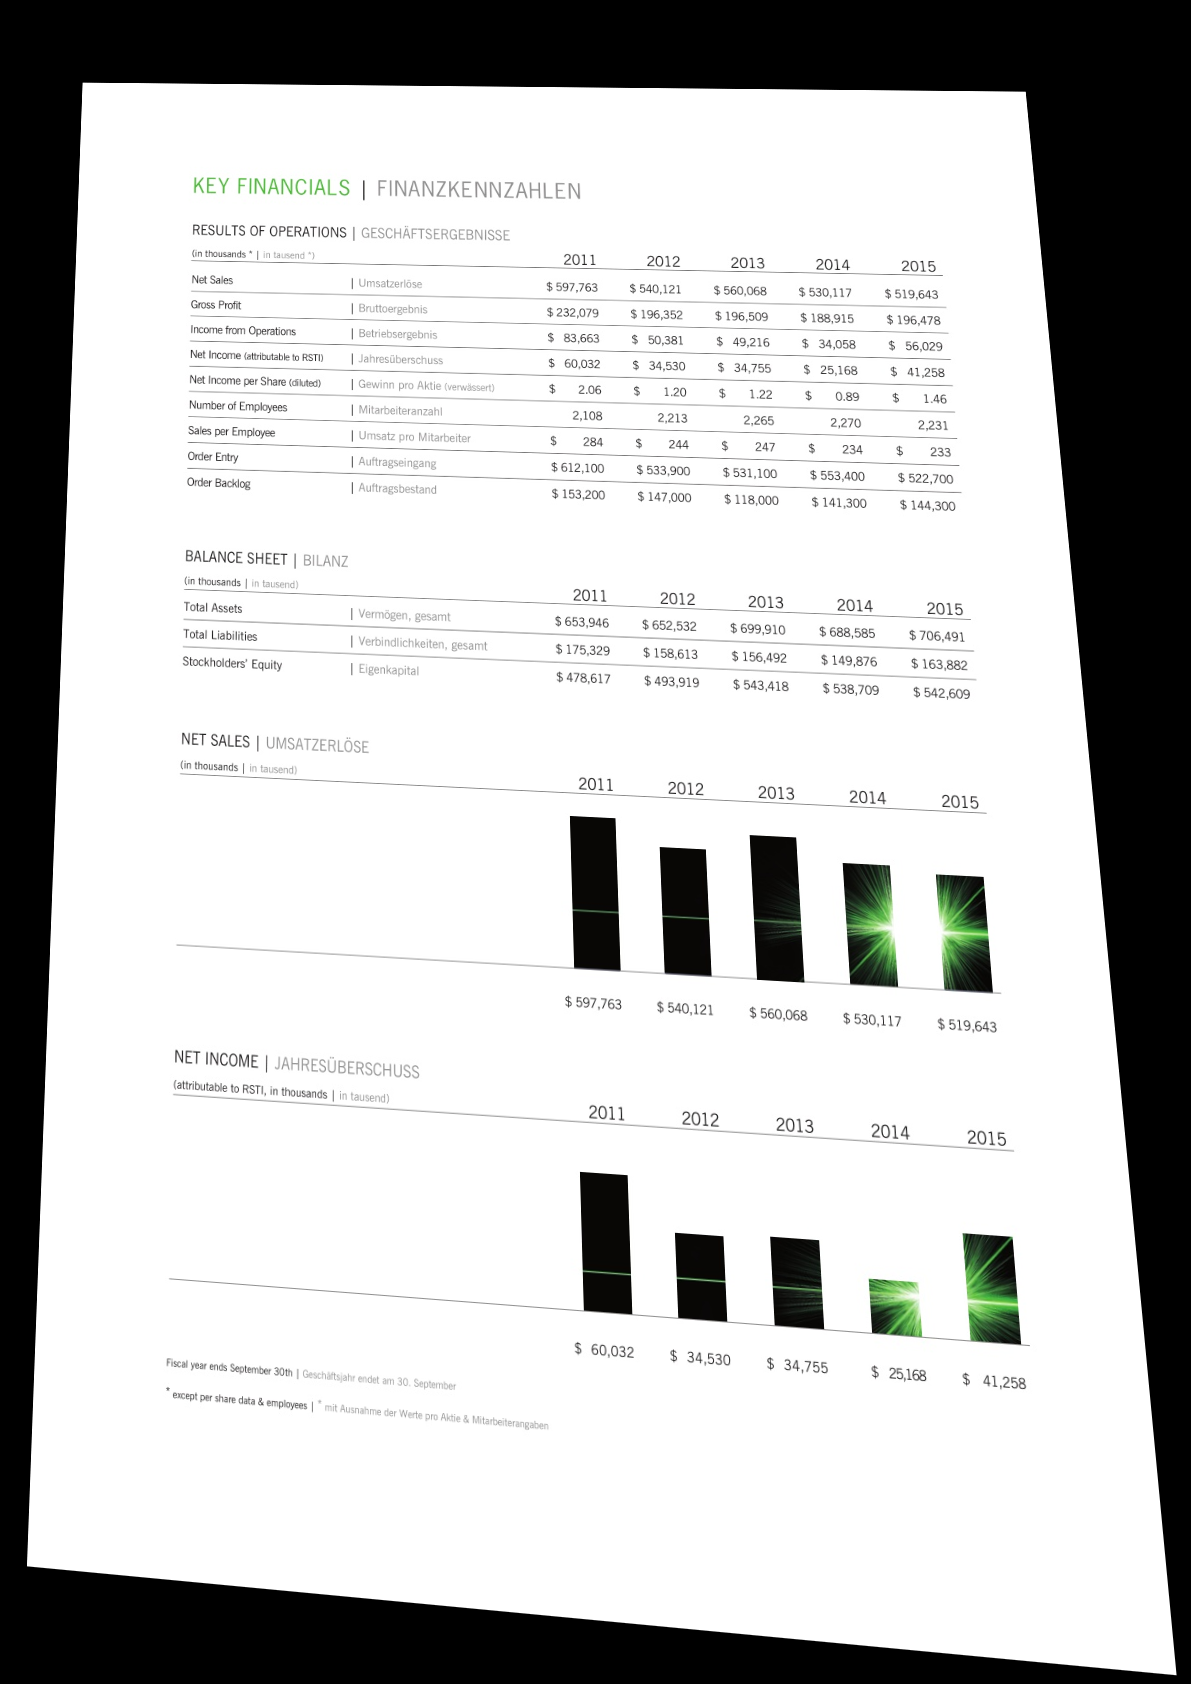 KEY FINANCIALS | FINANZKENNZAHLEN
RESULTS OF OPERATIONS | GESCHÄFTSERGEBNISSE
(in thousands * | in tausend *) 2011 2012 2013 2014 2015
Net Sales | Umsatzerlöse $ 597,763 $ 540,121 $ 560,068 $ 530,117 $ 519,643
Gross Profit | Bruttoergebnis $ 232,079 $ 196,352 $ 196,509 $ 188,915 $ 196,478
Income from Operations | Betriebsergebnis $ 83,663 $ 50,381 $ 49,216 $ 34,058 $ 56,029
Net Income (attributable to RSTI) | Jahresüberschuss $ 60,032 $ 34,530 $ 34,755 $ 25,168 $ 41,258
Net Income per Share (diluted) | Gewinn pro Aktie (verwässert) $ 2.06 $ 1.20 $ 1.22 $ 0.89 $ 1.46
Number of Employees | Mitarbeiteranzahl 2,108 2,213 2,265 2,270 2,231
Sales per Employee | Umsatz pro Mitarbeiter $ 284 $ 244 $ 247 $ 234 $ 233
Order Entry | Auftragseingang $ 612,100 $ 533,900 $ 531,100 $ 553,400 $ 522,700
Order Backlog | Auftragsbestand $ 153,200 $ 147,000 $ 118,000 $ 141,300 $ 144,300
BALANCE SHEET | BILANZ
(in thousands | in tausend) 2011 2012 2013 2014 2015
Total Assets | Vermögen, gesamt $ 653,946 $ 652,532 $ 699,910 $ 688,585 $ 706,491
Total Liabilities | Verbindlichkeiten, gesamt $ 175,329 $ 158,613 $ 156,492 $ 149,876 $ 163,882
Stockholders' Equity | Eigenkapital $ 478,617 $ 493,919 $ 543,418 $ 538,709 $ 542,609
NET SALES | UMSATZERLÖSE
(in thousands | in tausend) 2011 2012 2013 2014 2015
$ 597,763 $ 540,121 $ 560,068 $ 530,117 $ 519,643
NET INCOME | JAHRESÜBERSCHUSS
(attributable to RSTI, in thousands | in tausend) 2011 2012 2013 2014 2015
$ 60,032 $ 34,530 $ 34,755 $ 25,168 $ 41,258
Fiscal year ends September 30th | Geschäftsjahr endet am 30. September
* except per share data & employees | * mit Ausnahme der Werte pro Aktie & Mitarbeiterangaben